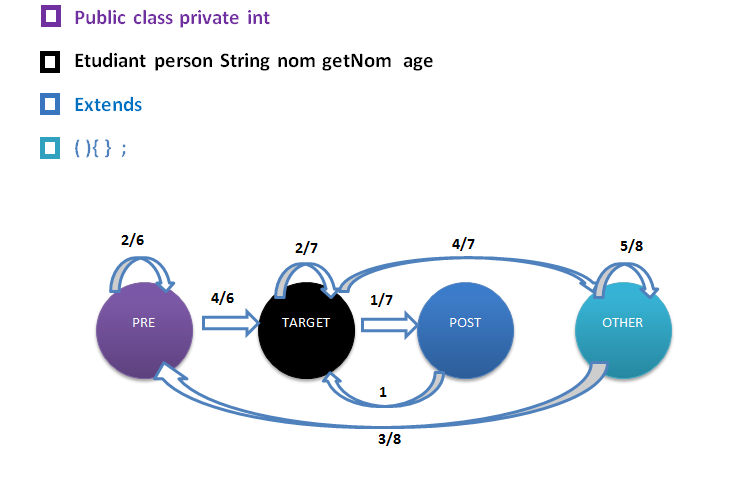 Public class private int
Etudiant person String nom getNom age
Extends
( ){ } ;
2/6
2/7
4/7
5/8
4/6
1/7
PRE
TARGET
POST
OTHER
1
3/8